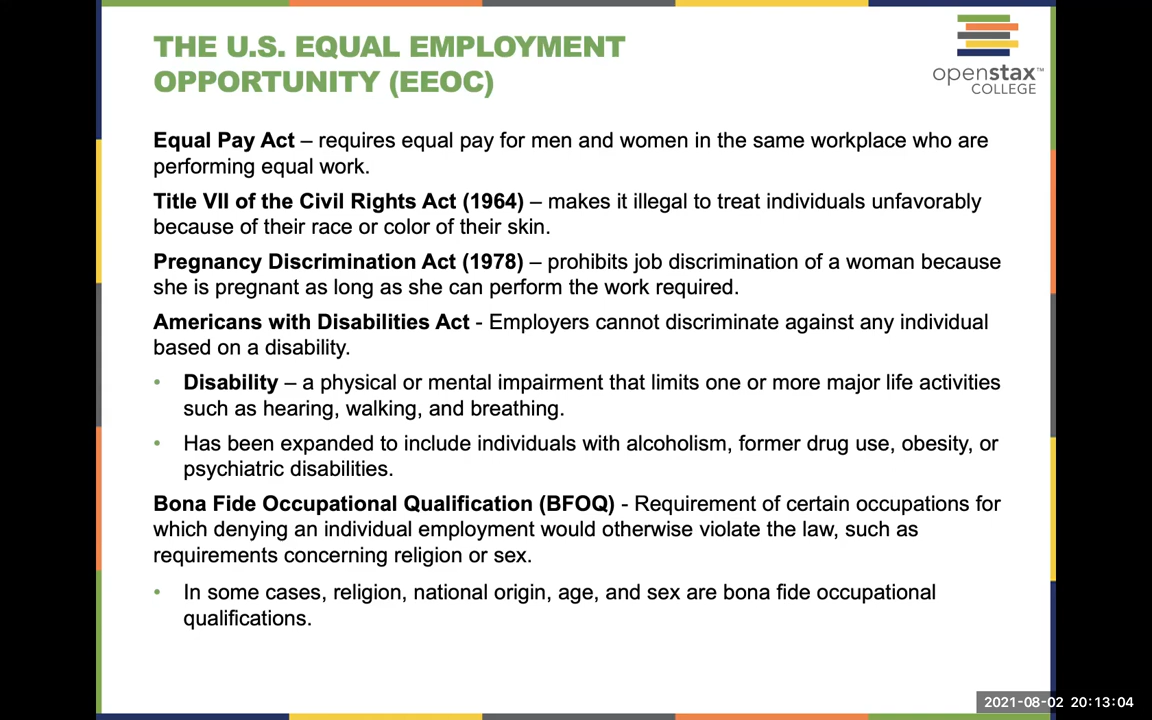 THE U.S. EQUAL EMPLOYMENT
OPPORTUNITY (EEOC)
openstax™
COLLEGE
Equal Pay Act – requires equal pay for men and women in the same workplace who are
performing equal work.
Title VII of the Civil Rights Act (1964) – makes it illegal to treat individuals unfavorably
because of their race or color of their skin.
Pregnancy Discrimination Act (1978) – prohibits job discrimination of a woman because
she is pregnant as long as she can perform the work required.
Americans with Disabilities Act - Employers cannot discriminate against any individual
based on a disability.
• Disability – a physical or mental impairment that limits one or more major life activities
such as hearing, walking, and breathing.
• Has been expanded to include individuals with alcoholism, former drug use, obesity, or
psychiatric disabilities.
Bona Fide Occupational Qualification (BFOQ) - Requirement of certain occupations for
which denying an individual employment would otherwise violate the law, such as
requirements concerning religion or sex.
• In some cases, religion, national origin, age, and sex are bona fide occupational
qualifications.
2021-08-02 20:13:04